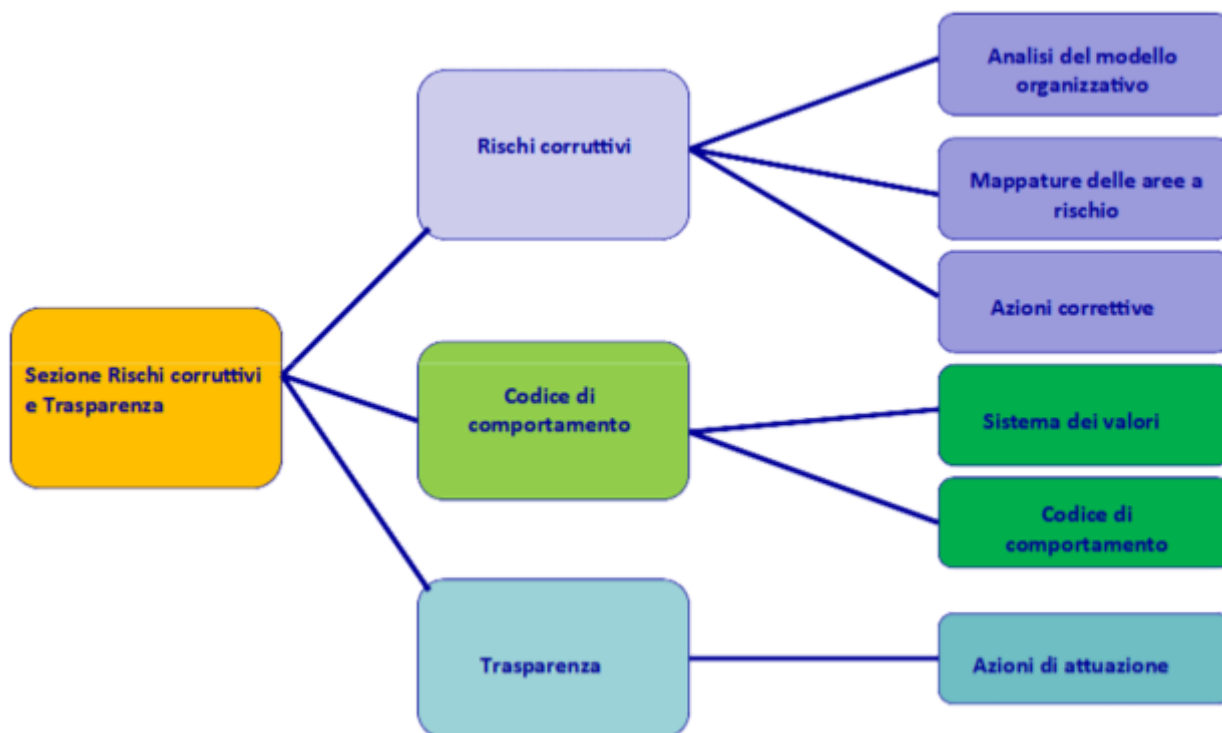 Sezione Rischi corruttivi
e Trasparenza
Rischi corruttivi
Analisi del modello
organizzativo
Mappature delle aree a
rischio
Azioni correttive
Codice di
comportamento
Sistema dei valori
Codice di
comportamento
Trasparenza
Azioni di attuazione